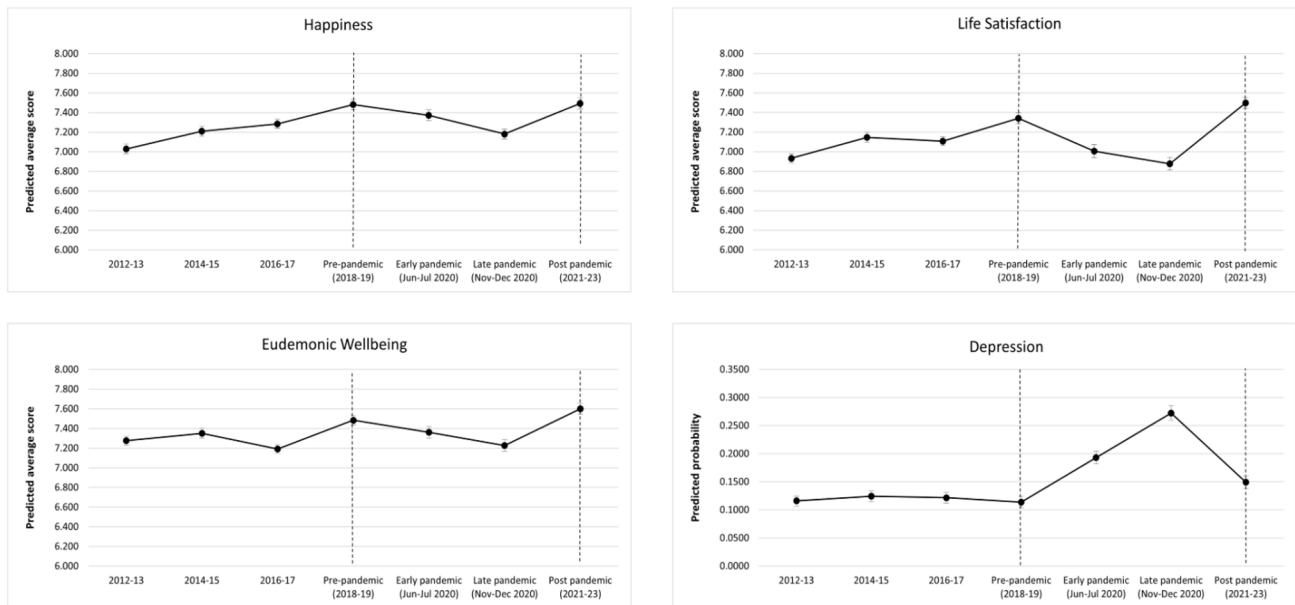 Happiness
Predicted average score
8.000
7.800
7.600
7.400
7.200
7.000
6.800
6.600
6.400
6.200
6.000
2012-13
2014-15
2016-17
Pre-pandemic
(2018-19)
Early pandemic
(Jun-Jul 2020)
Late pandemic
(Nov-Dec 2020)
Post pandemic
(2021-23)
Life Satisfaction
Predicted average score
8.000
7.800
7.600
7.400
7.200
7.000
6.800
6.600
6.400
6.200
6.000
2012-13
2014-15
2016-17
Pre-pandemic
(2018-19)
Early pandemic
(Jun-Jul 2020)
Late pandemic
(Nov-Dec 2020)
Post pandemic
(2021-23)
Eudemonic Wellbeing
Predicted average score
8.000
7.800
7.600
7.400
7.200
7.000
6.800
6.600
6.400
6.200
6.000
2012-13
2014-15
2016-17
Pre-pandemic
(2018-19)
Early pandemic
(Jun-Jul 2020)
Late pandemic
(Nov-Dec 2020)
Post pandemic
(2021-23)
Depression
Predicted probability
0.3500
0.3000
0.2500
0.2000
0.1500
0.1000
0.0500
0.0000
2012-13
2014-15
2016-17
Pre-pandemic
(2018-19)
Early pandemic
(Jun-Jul 2020)
Late pandemic
(Nov-Dec 2020)
Post pandemic
(2021-23)